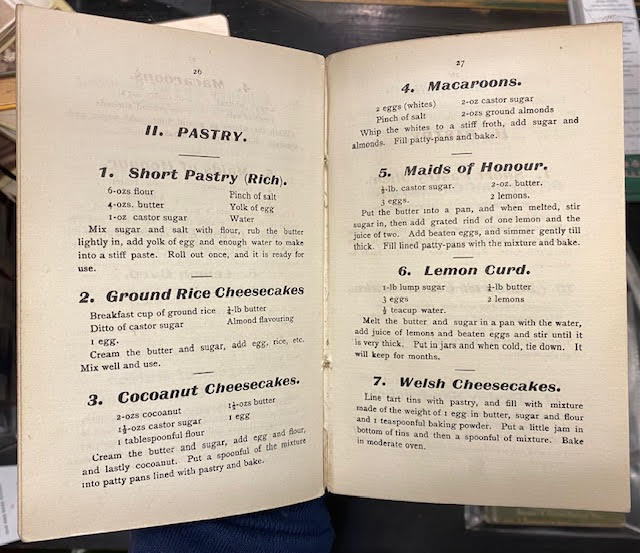 26
II. PASTRY.
1. Short Pastry (Rich).
6-ozs flour Pinch of salt
4-ozs. butter Yolk of egg
1-oz castor sugar Water
Mix sugar and salt with flour, rub the butter
lightly in, add yolk of egg and enough water to make
into a stiff paste. Roll out once, and it is ready for
use.
2. Ground Rice Cheesecakes
Breakfast cup of ground rice ¼-lb butter
Ditto of castor sugar Almond flavouring
1 egg.
Cream the butter and sugar, add egg, rice, etc.
Mix well and use.
3. Cocoanut Cheesecakes.
2-ozs cocoanut 1½-ozs butter
1½-ozs castor sugar 1 egg
1 tablespoonful flour
Cream the butter and sugar, add egg and flour,
and lastly cocoanut. Put a spoonful of the mixture
into patty pans lined with pastry and bake.
27
4. Macaroons.
2 eggs (whites) 2-oz castor sugar
Pinch of salt 2-ozs ground almonds
Whip the whites to a stiff froth, add sugar and
almonds. Fill patty-pans and bake.
5. Maids of Honour.
½-lb. castor sugar. 2-oz. butter.
3 eggs. 2 lemons.
Put the butter into a pan, and when melted, stir
sugar in, then add grated rind of one lemon and the
juice of two. Add beaten eggs, and simmer gently till
thick. Fill lined patty-pans with the mixture and bake.
6. Lemon Curd.
1-lb lump sugar ¼-lb butter
3 eggs 2 lemons
½ teacup water.
Melt the butter and sugar in a pan with the water,
add juice of lemons and beaten eggs and stir until it
is very thick. Put in jars and when cold, tie down. It
will keep for months.
7. Welsh Cheesecakes.
Line tart tins with pastry, and fill with mixture
made of the weight of 1 egg in butter, sugar and flour
and 1 teaspoonful baking powder. Put a little jam in
bottom of tins and then a spoonful of mixture. Bake
in moderate oven.